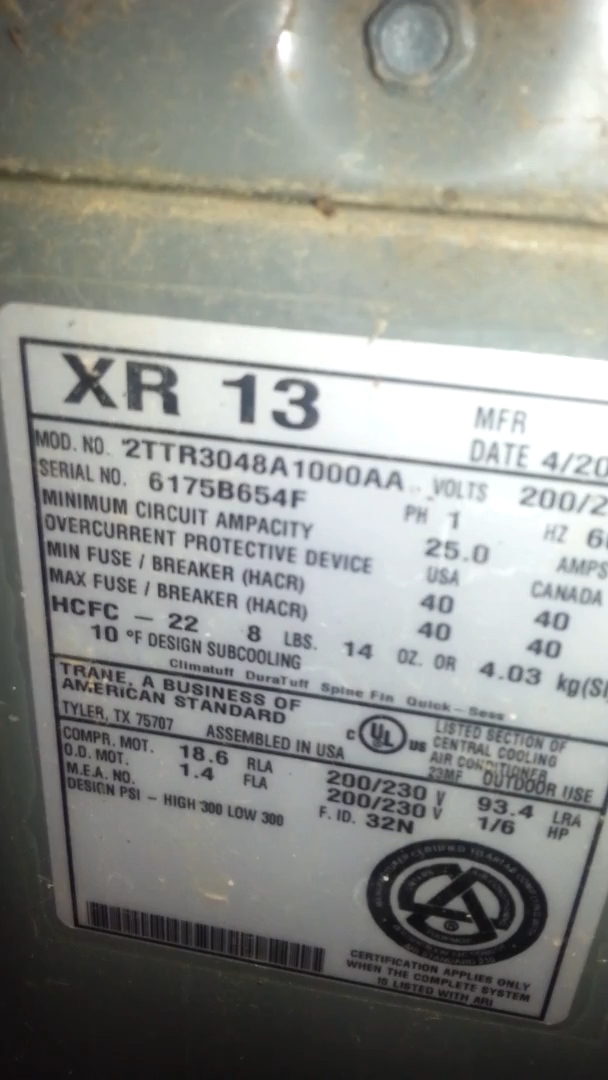 XR 13
MFR
DATE 4/20
MOD. NO. 2TTR3048A1000AA VOLTS 200/2
SERIAL NO. 6175B654F PH 1 HZ 6
MINIMUM CIRCUIT AMPACITY 25.0 AMPS
OVERCURRENT PROTECTIVE DEVICE USA CANADA
MIN FUSE / BREAKER (HACR) 40 40
MAX FUSE / BREAKER (HACR) 40 40
HCFC - 22 8 LBS. 14 OZ. OR 4.03 kg(SI
10 °F DESIGN SUBCOOLING
Climatuff DuraTuff Spine Fin Quick-Sess
TRANE, A BUSINESS OF
AMERICAN STANDARD
TYLER, TX 75707 ASSEMBLED IN USA
C UL US
LISTED SECTION OF
CENTRAL COOLING
AIR CONDITIONER
23MF OUTDOOR USE
COMPR. MOT. 18.6 RLA 200/230 V 93.4 LRA
O.D. MOT. 1.4 FLA 200/230 V 1/6 HP
M.E.A. NO. F. ID. 32N
DESIGN PSI - HIGH 300 LOW 300
CERTIFICATION APPLIES ONLY
WHEN THE COMPLETE SYSTEM
IS LISTED WITH ARI